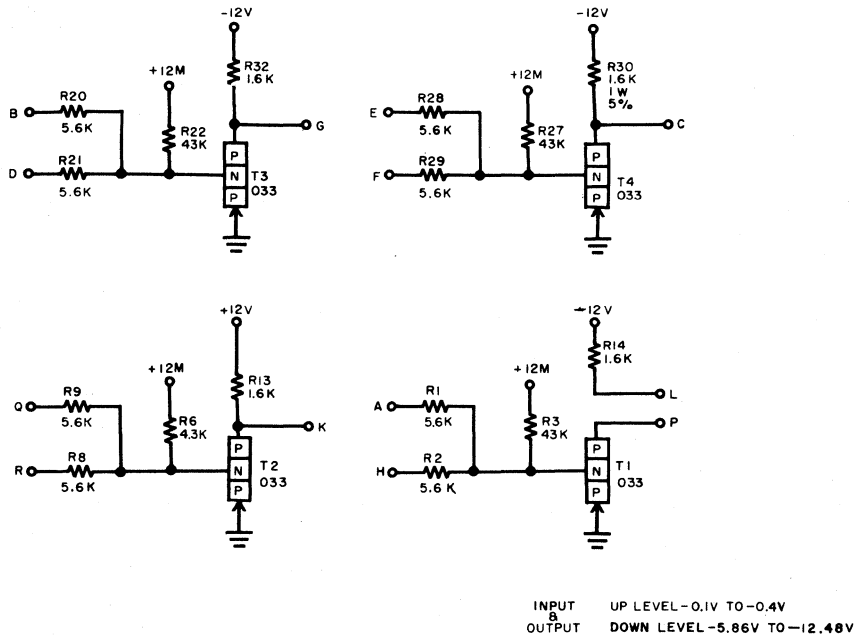 -12V
R32
1.6K
+12M
R20
B
5.6K
R22
43K
G
R21
D
5.6K
P
N
P
T3
033
-12V
R30
1.6K
1W
5%
+12M
R28
E
5.6K
R27
43K
C
R29
F
5.6K
P
N
P
T4
033
+12V
R13
1.6K
+12M
R9
Q
5.6K
R6
4.3K
K
R8
R
5.6K
P
N
P
T2
033
-12V
R14
1.6K
L
P
+12M
R1
A
5.6K
R3
43K
R2
H
5.6K
P
N
P
T1
033
INPUT & OUTPUT
UP LEVEL-0.1V TO-0.4V
DOWN LEVEL-5.86V TO-12.48V